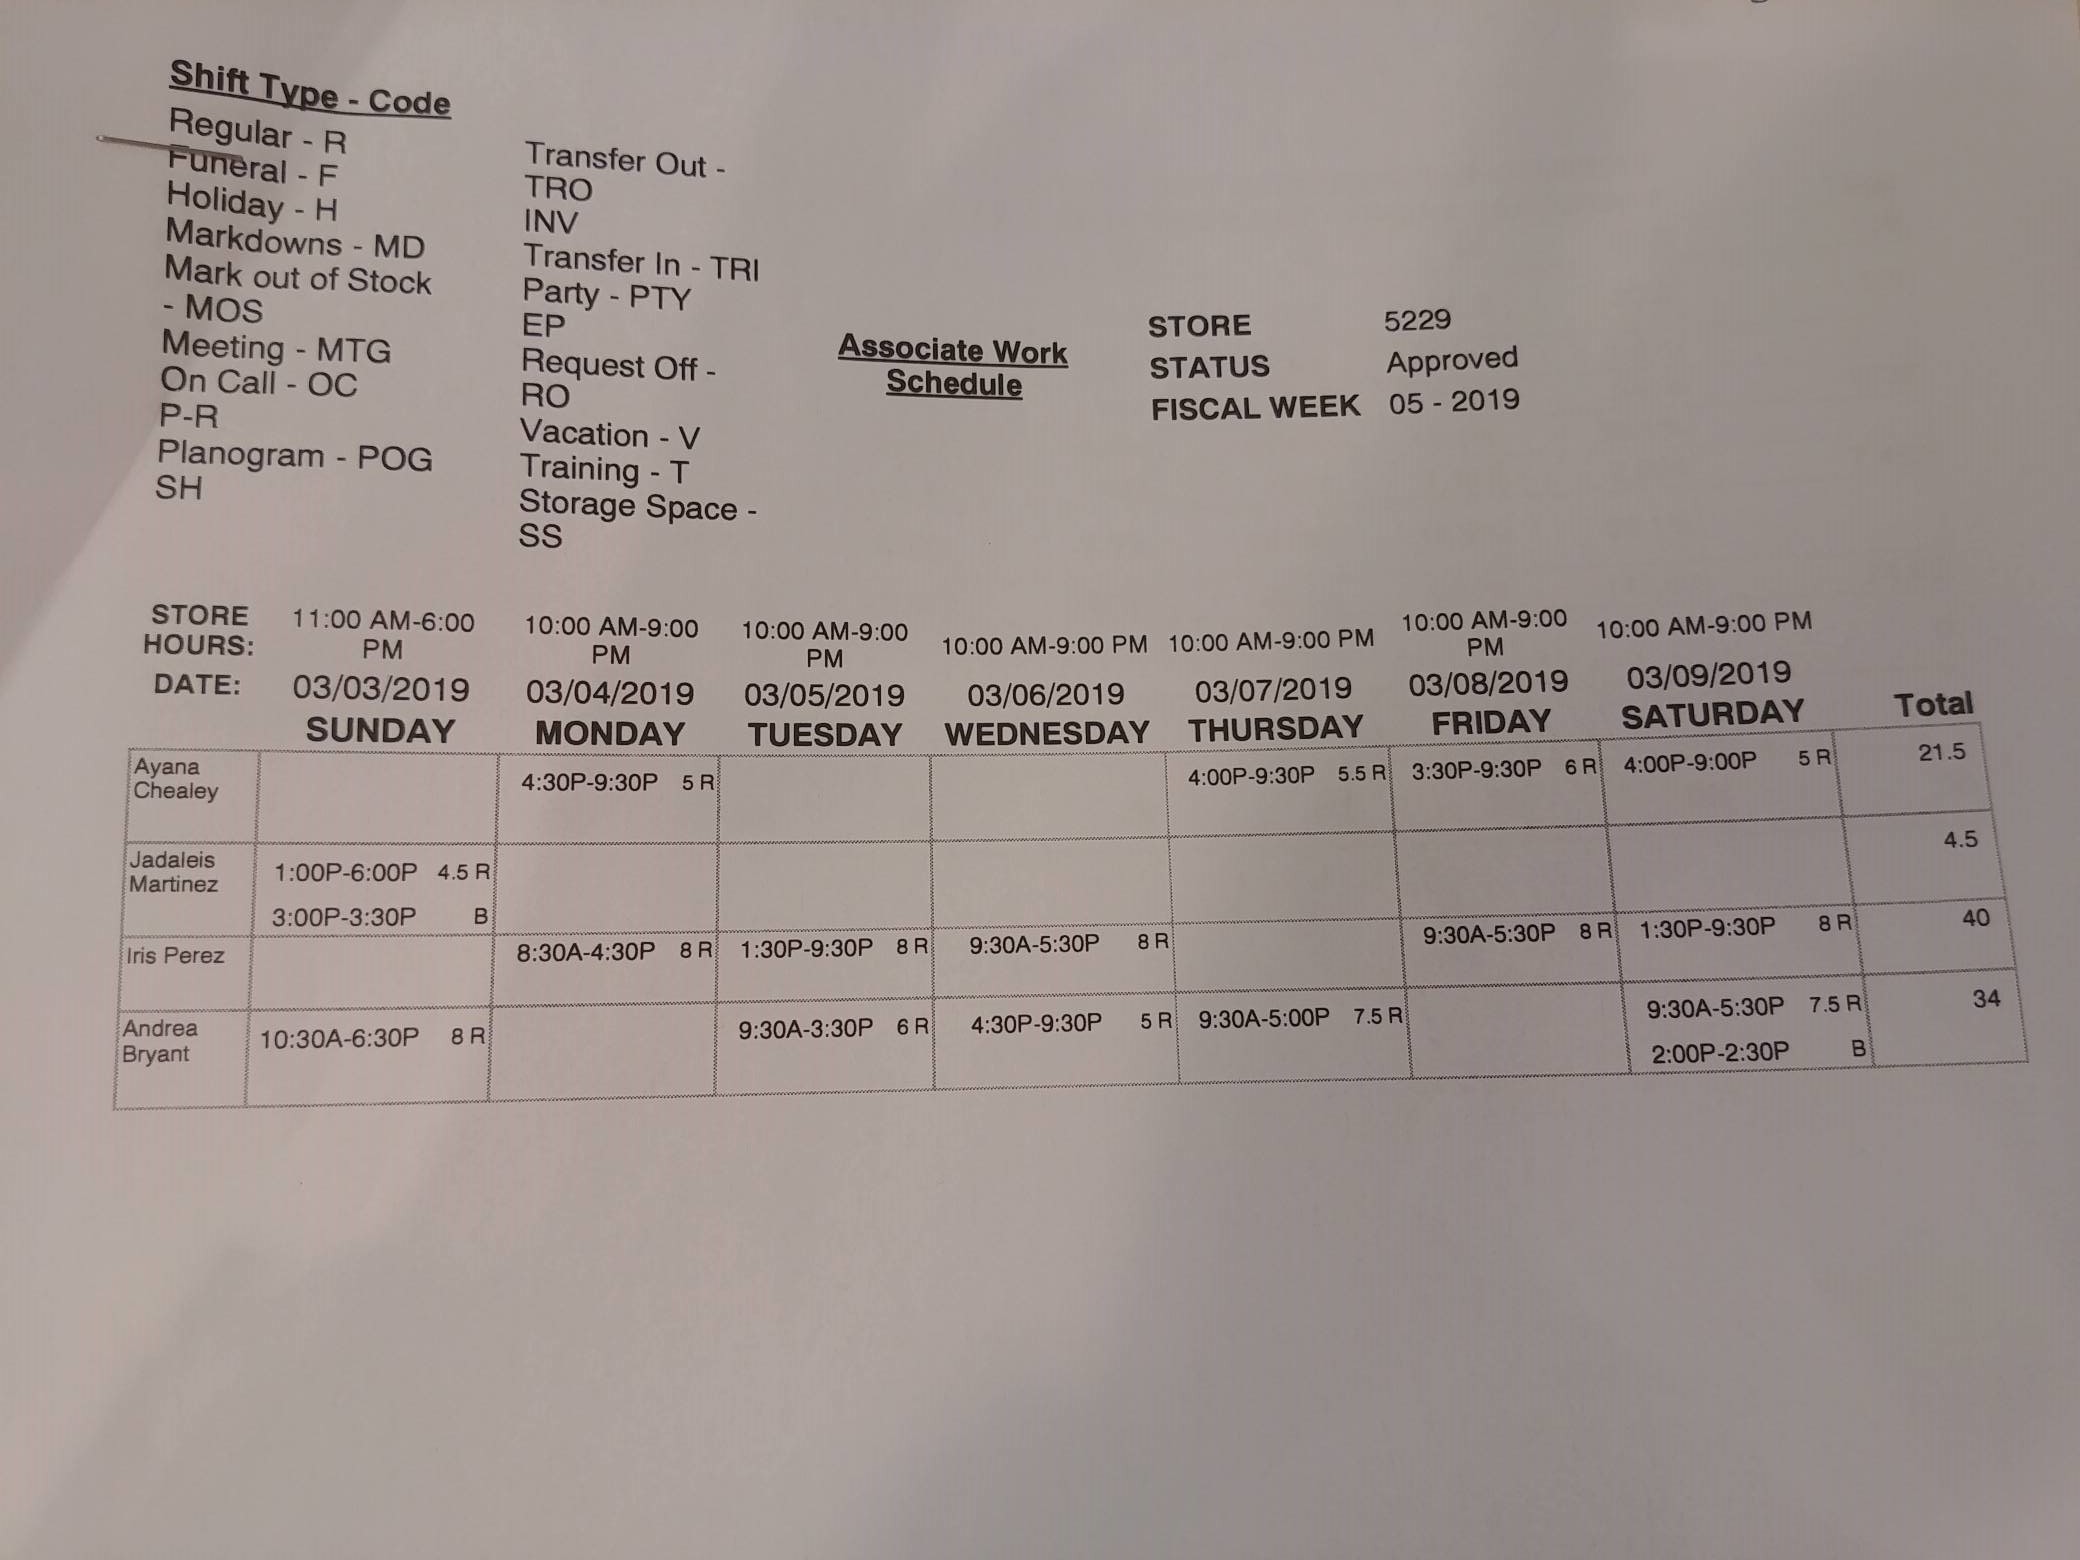 Shift Type - Code
Regular - R
Funeral - F
Holiday - H
Markdowns - MD
Mark out of Stock
- MOS
Meeting - MTG
On Call - OC
P-R
Planogram - POG
SH
Transfer Out -
TRO
INV
Transfer In - TRI
Party - PTY
EP
Request Off -
RO
Vacation - V
Training - T
Storage Space -
SS
Associate Work
Schedule
STORE 5229
STATUS Approved
FISCAL WEEK 05 - 2019
STORE HOURS: 11:00 AM-6:00 PM 10:00 AM-9:00 PM 10:00 AM-9:00 PM 10:00 AM-9:00 PM 10:00 AM-9:00 PM 10:00 AM-9:00 PM 10:00 AM-9:00 PM
DATE: 03/03/2019 03/04/2019 03/05/2019 03/06/2019 03/07/2019 03/08/2019 03/09/2019
SUNDAY MONDAY TUESDAY WEDNESDAY THURSDAY FRIDAY SATURDAY Total
Ayana Chealey 4:30P-9:30P 5 R 4:00P-9:30P 5.5 R 3:30P-9:30P 6 R 4:00P-9:00P 5 R 21.5
Jadaleis Martinez 1:00P-6:00P 4.5 R 4.5
3:00P-3:30P B
Iris Perez 8:30A-4:30P 8 R 1:30P-9:30P 8 R 9:30A-5:30P 8 R 9:30A-5:30P 8 R 1:30P-9:30P 8 R 40
Andrea Bryant 10:30A-6:30P 8 R 9:30A-3:30P 6 R 4:30P-9:30P 5 R 9:30A-5:00P 7.5 R 9:30A-5:30P 7.5 R 34
2:00P-2:30P B